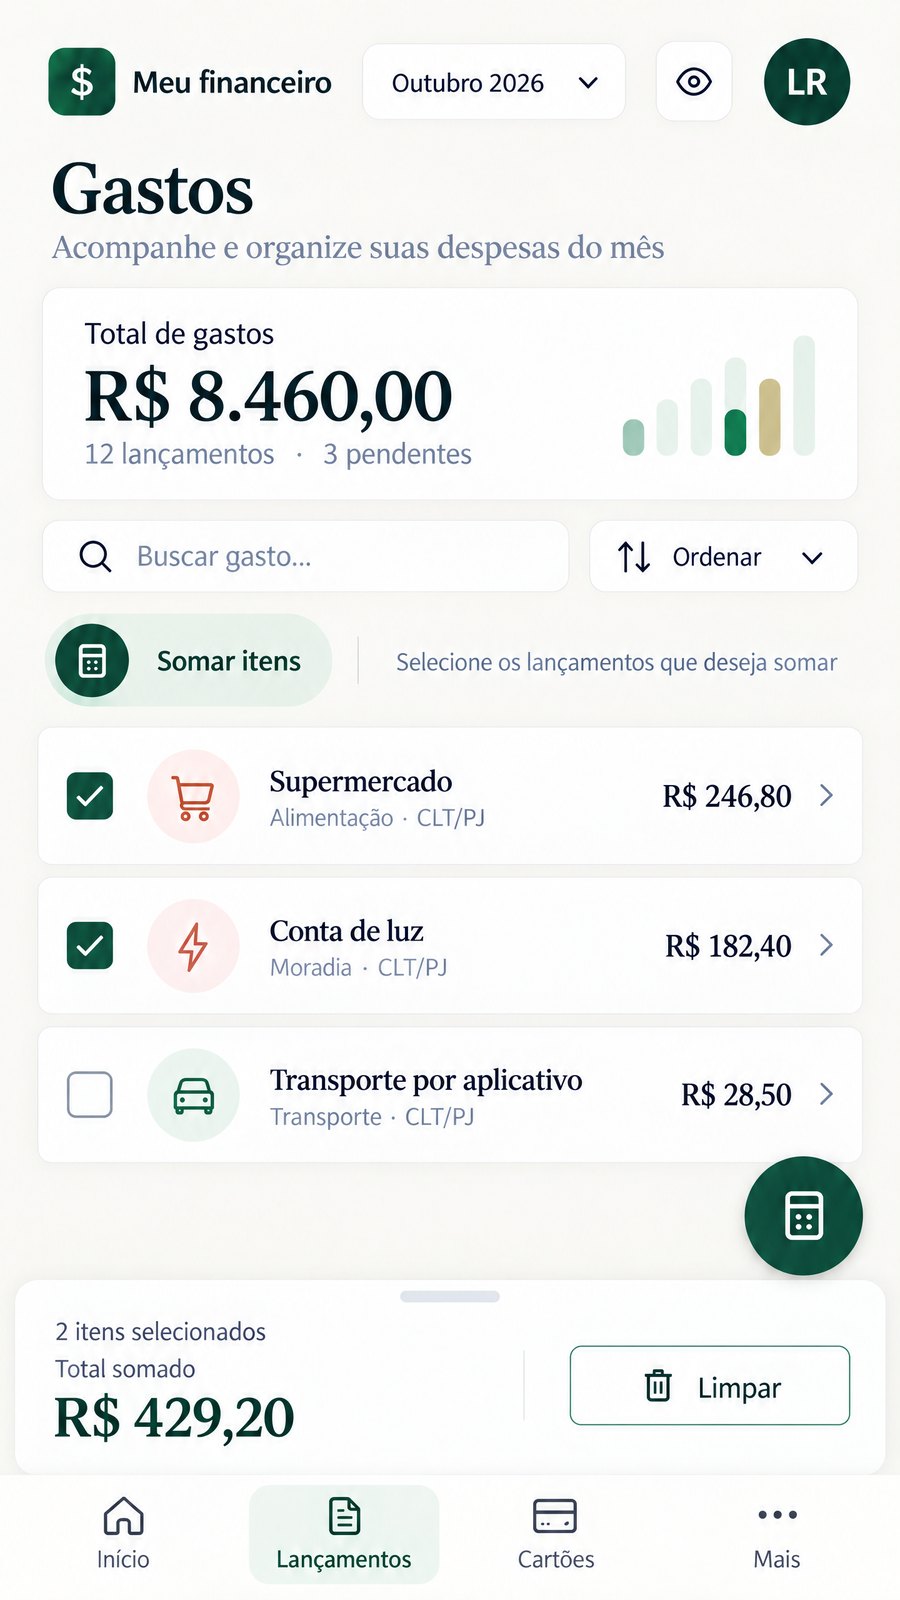 $ Meu financeiro
Outubro 2026
LR
Gastos
Acompanhe e organize suas despesas do mês
Total de gastos
R$ 8.460,00
12 lançamentos · 3 pendentes
Buscar gasto...
Ordenar
Somar itens
Selecione os lançamentos que deseja somar
Supermercado
Alimentação · CLT/PJ
R$ 246,80
Conta de luz
Moradia · CLT/PJ
R$ 182,40
Transporte por aplicativo
Transporte · CLT/PJ
R$ 28,50
2 itens selecionados
Total somado
R$ 429,20
Limpar
Início
Lançamentos
Cartões
Mais